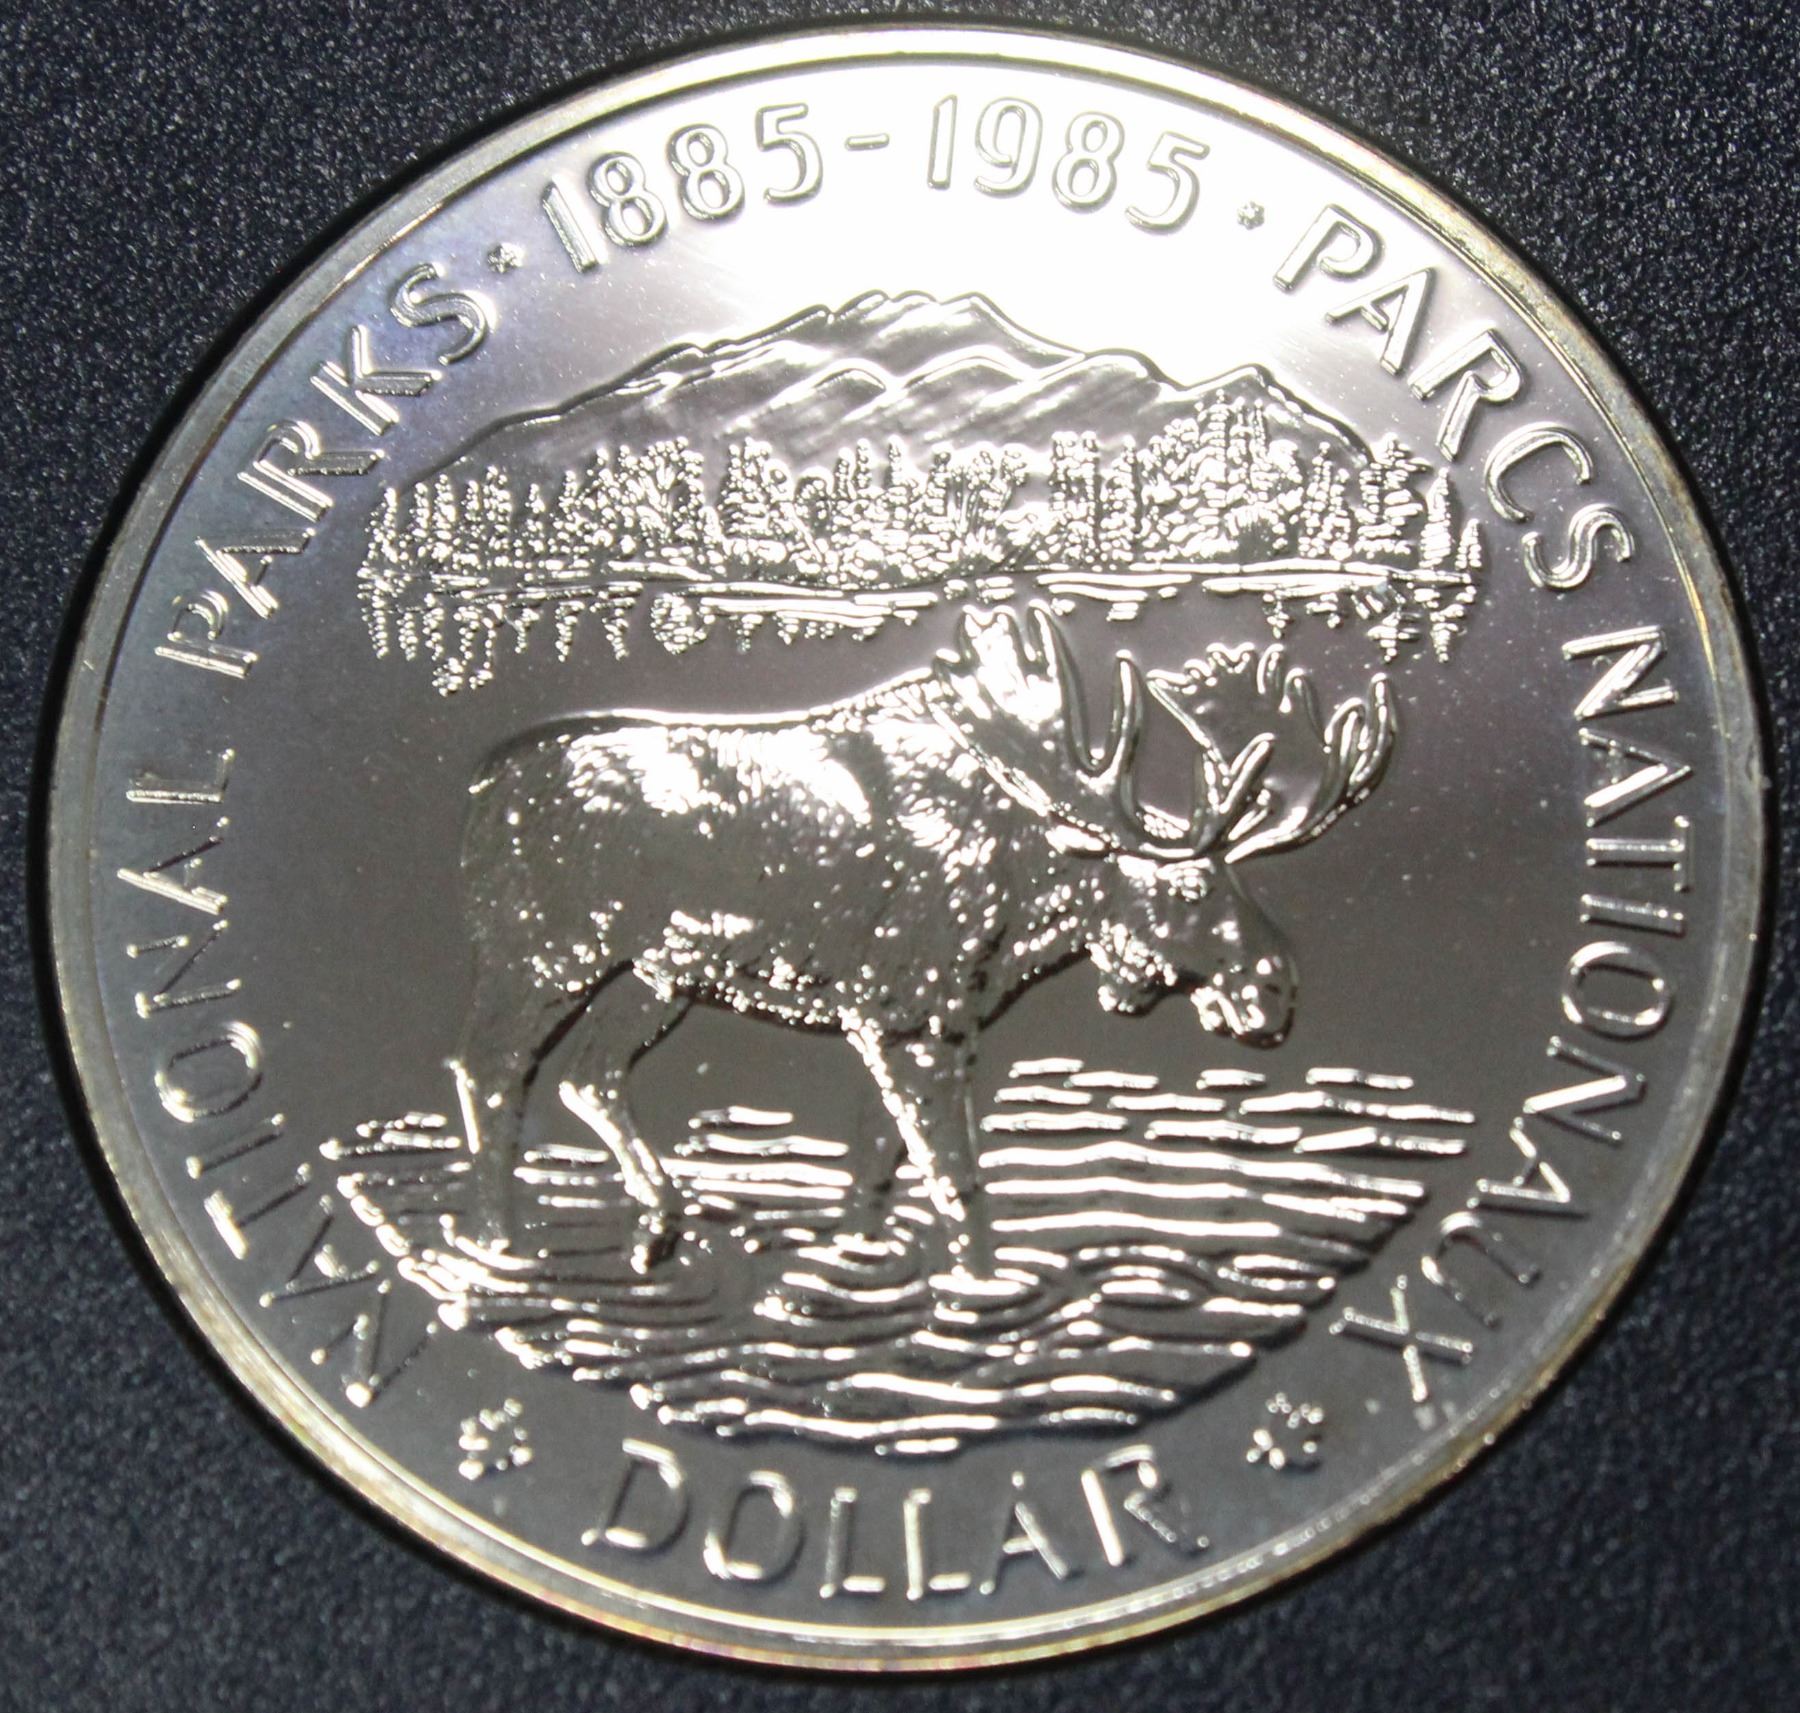 NATIONAL PARKS · 1885-1985 · PARCS NATIONAUX
DOLLAR